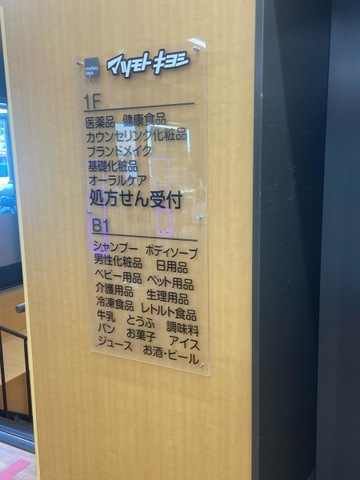 matsukiyo
マツモトキヨシ
1F
医薬品 健康食品
カウンセリング化粧品
ブランドメイク
基礎化粧品
オーラルケア
処方せん受付
B1
シャンプー ボディソープ
男性化粧品 日用品
ベビー用品 ペット用品
介護用品 生理用品
冷凍食品 レトルト食品
牛乳 とうふ 調味料
パン お菓子 アイス
ジュース お酒・ビール